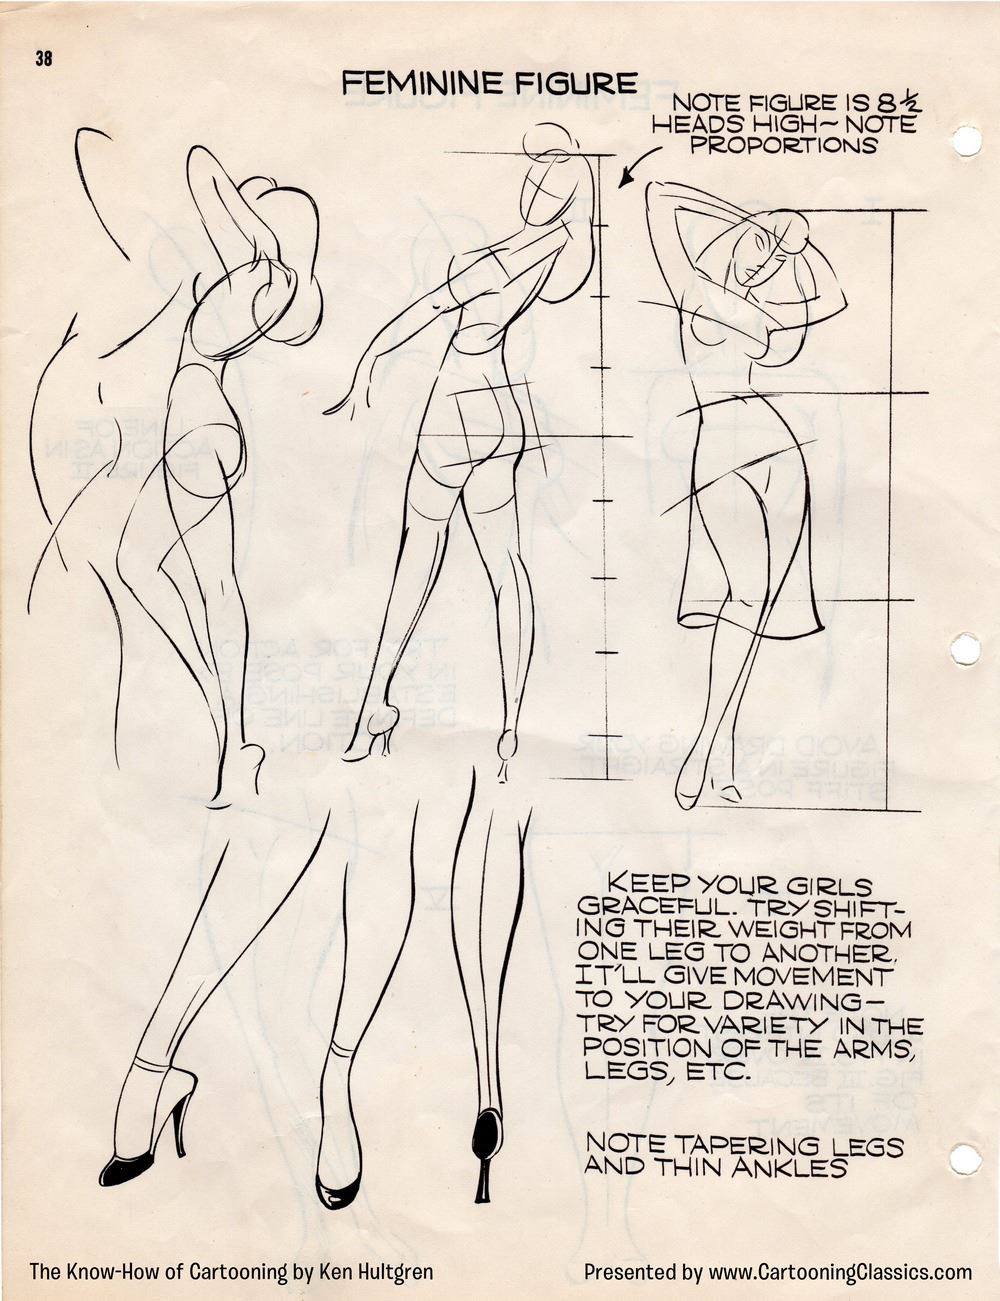 38
FEMININE FIGURE
NOTE FIGURE IS 8 ½
HEADS HIGH~ NOTE
PROPORTIONS
KEEP YOUR GIRLS
GRACEFUL. TRY SHIFT-
ING THEIR WEIGHT FROM
ONE LEG TO ANOTHER.
IT'LL GIVE MOVEMENT
TO YOUR DRAWING—
TRY FOR VARIETY IN THE
POSITION OF THE ARMS,
LEGS, ETC.
NOTE TAPERING LEGS
AND THIN ANKLES
The Know-How of Cartooning by Ken Hultgren
Presented by www.CartooningClassics.com